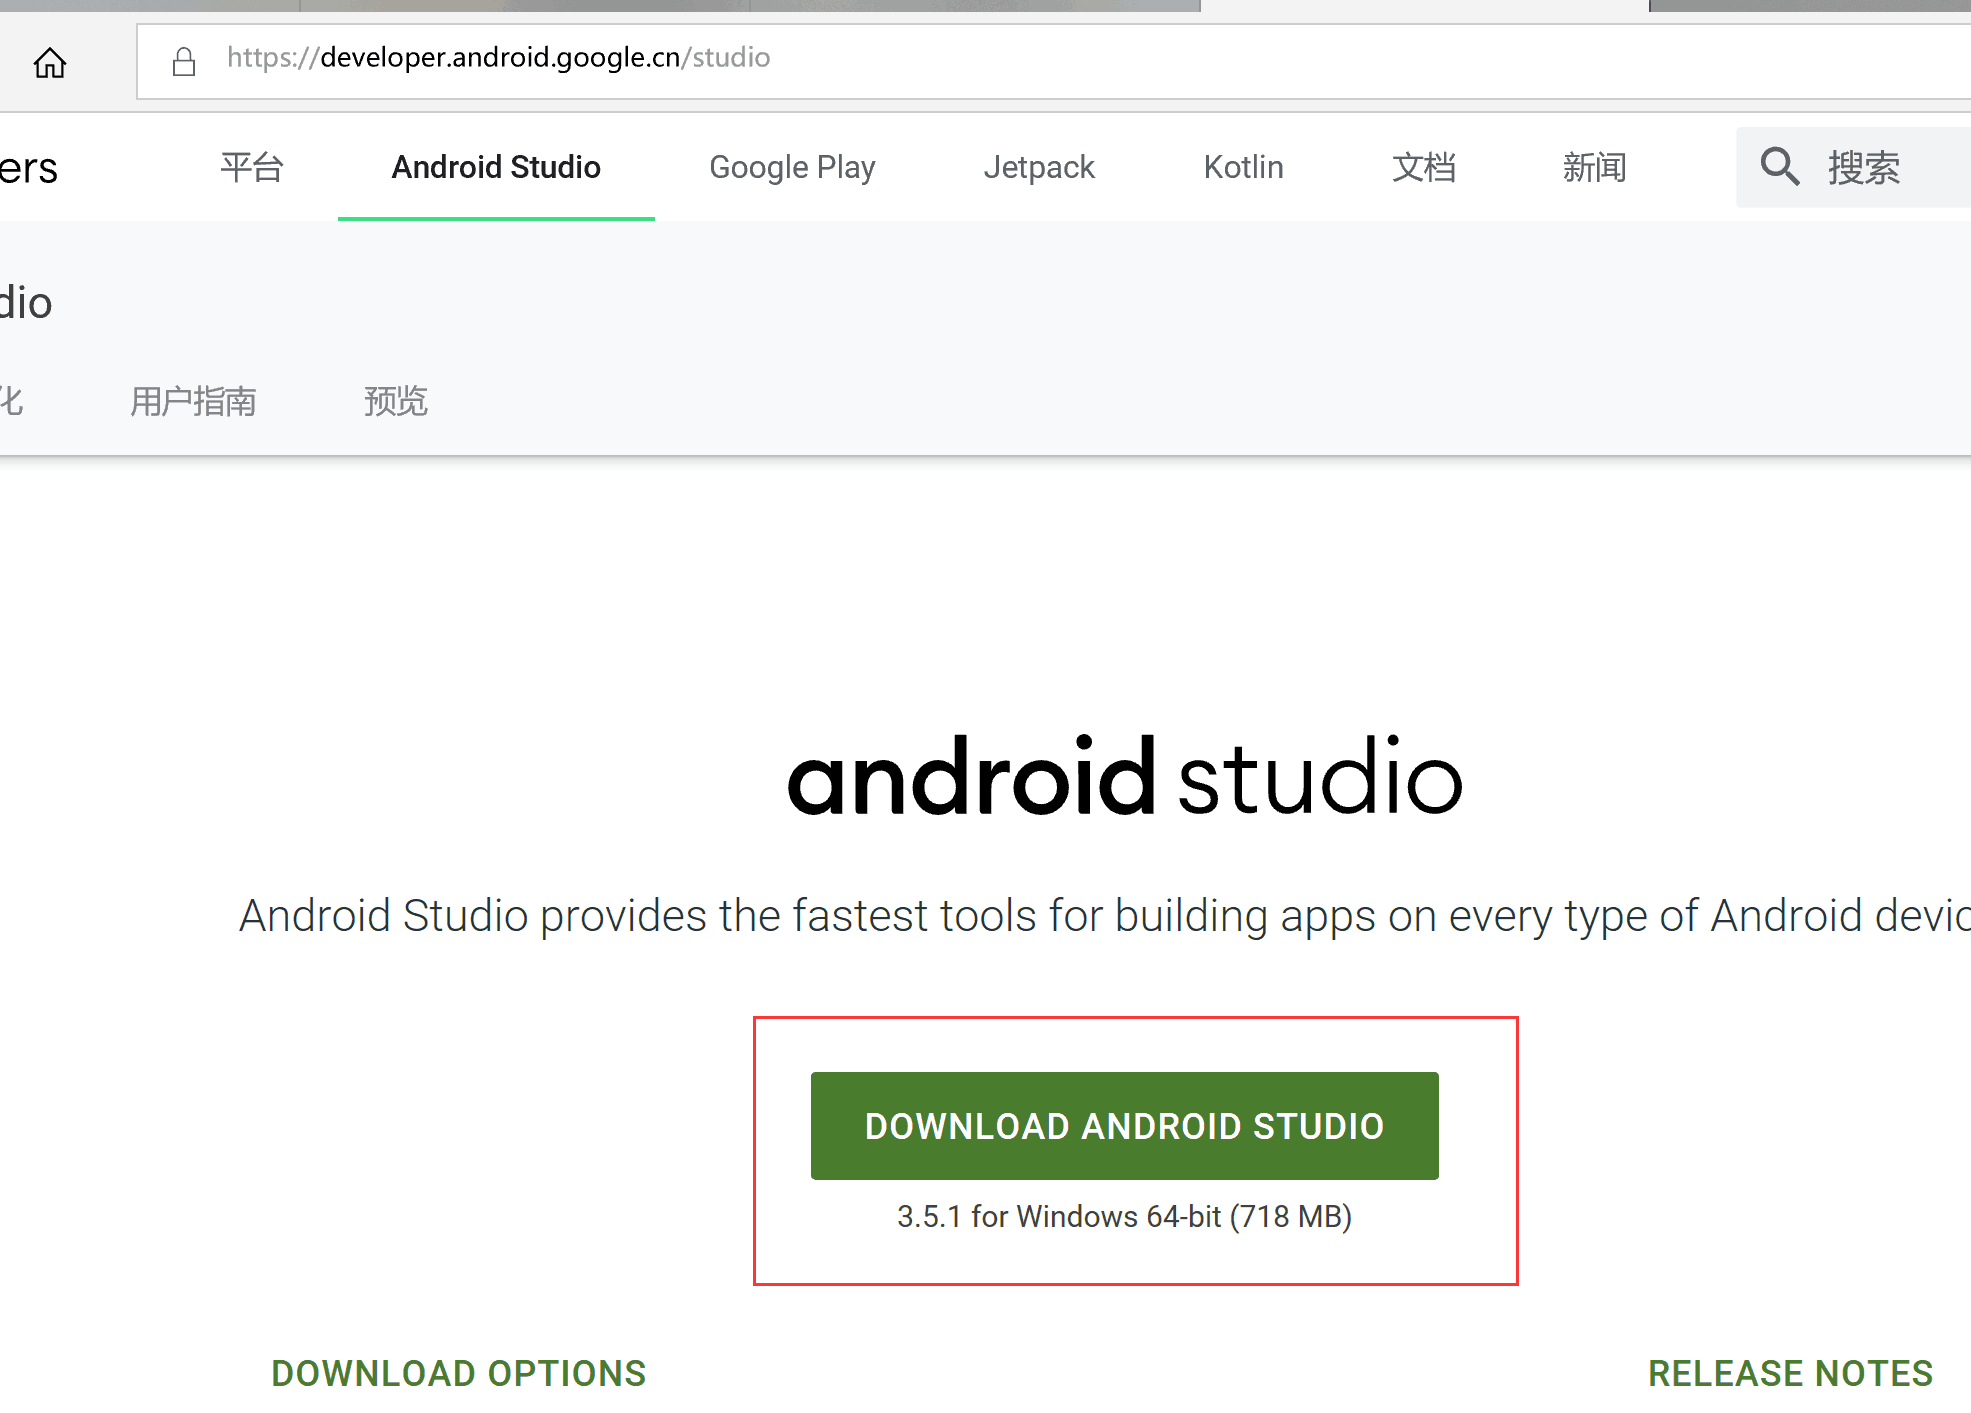 https://developer.android.google.cn/studio
ers 平台 Android Studio Google Play Jetpack Kotlin 文档 新闻 搜索
dio
化 用户指南 预览
android studio
Android Studio provides the fastest tools for building apps on every type of Android devic
DOWNLOAD ANDROID STUDIO
3.5.1 for Windows 64-bit (718 MB)
DOWNLOAD OPTIONS RELEASE NOTES